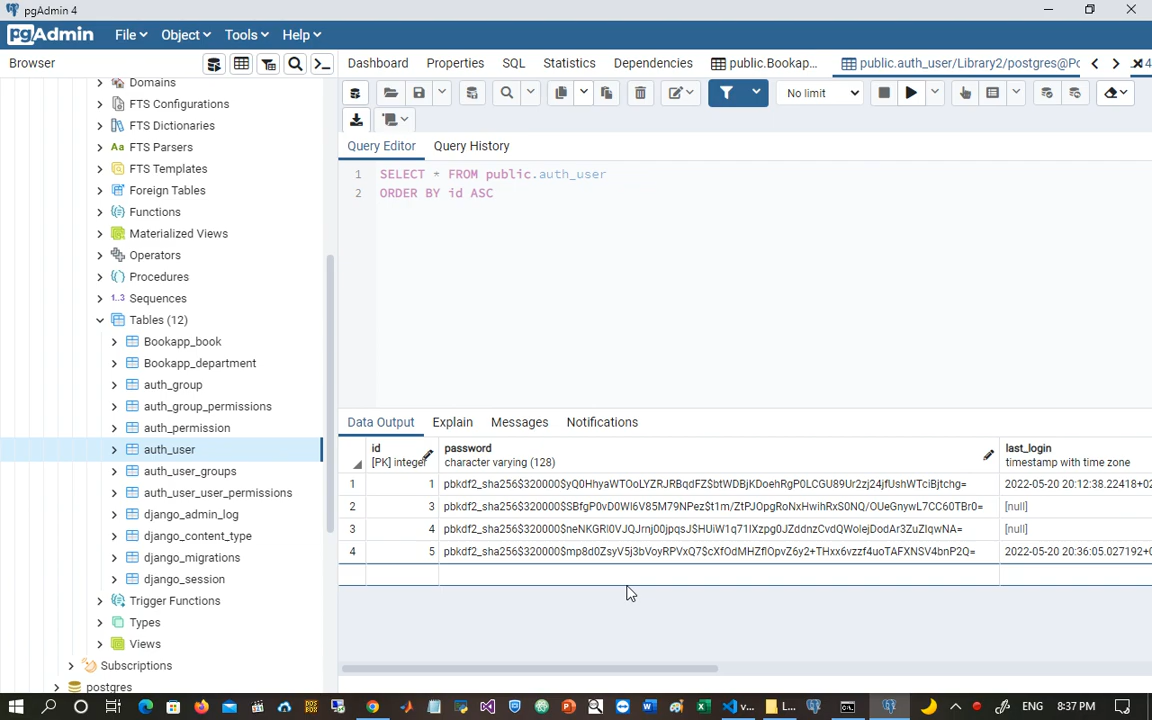 pgAdmin 4
pgAdmin File Object Tools Help
Browser
Domains
FTS Configurations
FTS Dictionaries
Aa FTS Parsers
FTS Templates
Foreign Tables
Functions
Materialized Views
Operators
Procedures
1..3 Sequences
Tables (12)
Bookapp_book
Bookapp_department
auth_group
auth_group_permissions
auth_permission
auth_user
auth_user_groups
auth_user_user_permissions
django_admin_log
django_content_type
django_migrations
django_session
Trigger Functions
Types
Views
Subscriptions
postgres
Dashboard Properties SQL Statistics Dependencies public.Bookap... public.auth_user/Library2/postgres@Pc
No limit
Query Editor Query History
1 SELECT * FROM public.auth_user
2 ORDER BY id ASC
Data Output Explain Messages Notifications
id password last_login
[PK] integer character varying (128) timestamp with time zone
1 1 2022-05-20 20:12:38.22418+02
2 3 [null]
3 4 [null]
4 5 2022-05-20 20:36:05.027192+0
ENG 8:37 PM